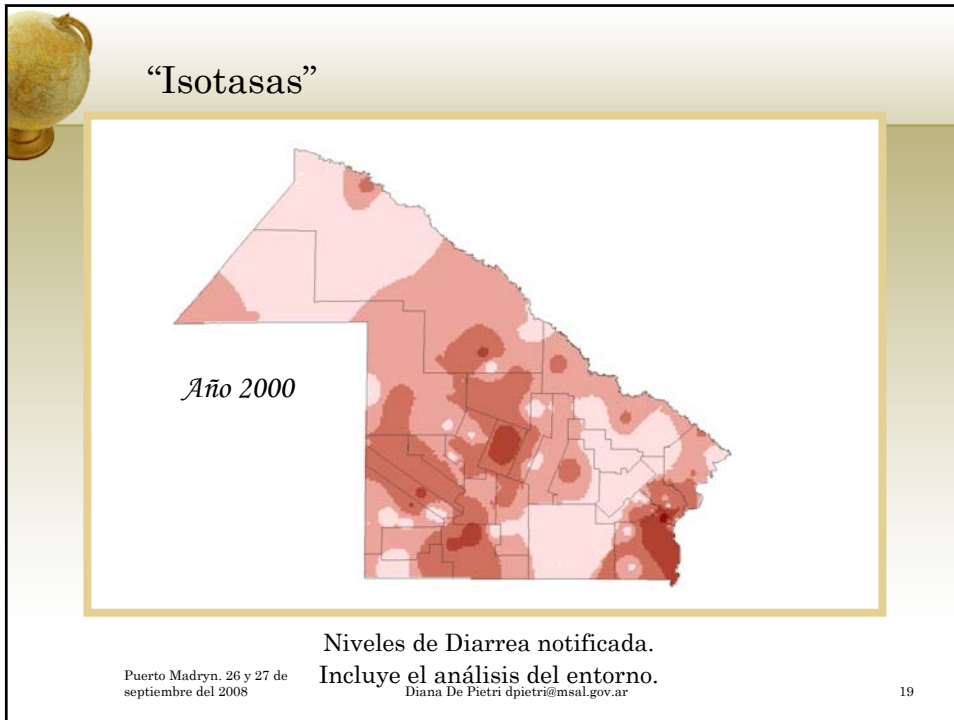 “Isotasas”
Año 2000
Niveles de Diarrea notificada.
Incluye el análisis del entorno.
Puerto Madryn. 26 y 27 de
septiembre del 2008
Diana De Pietri dpietri@msal.gov.ar
19